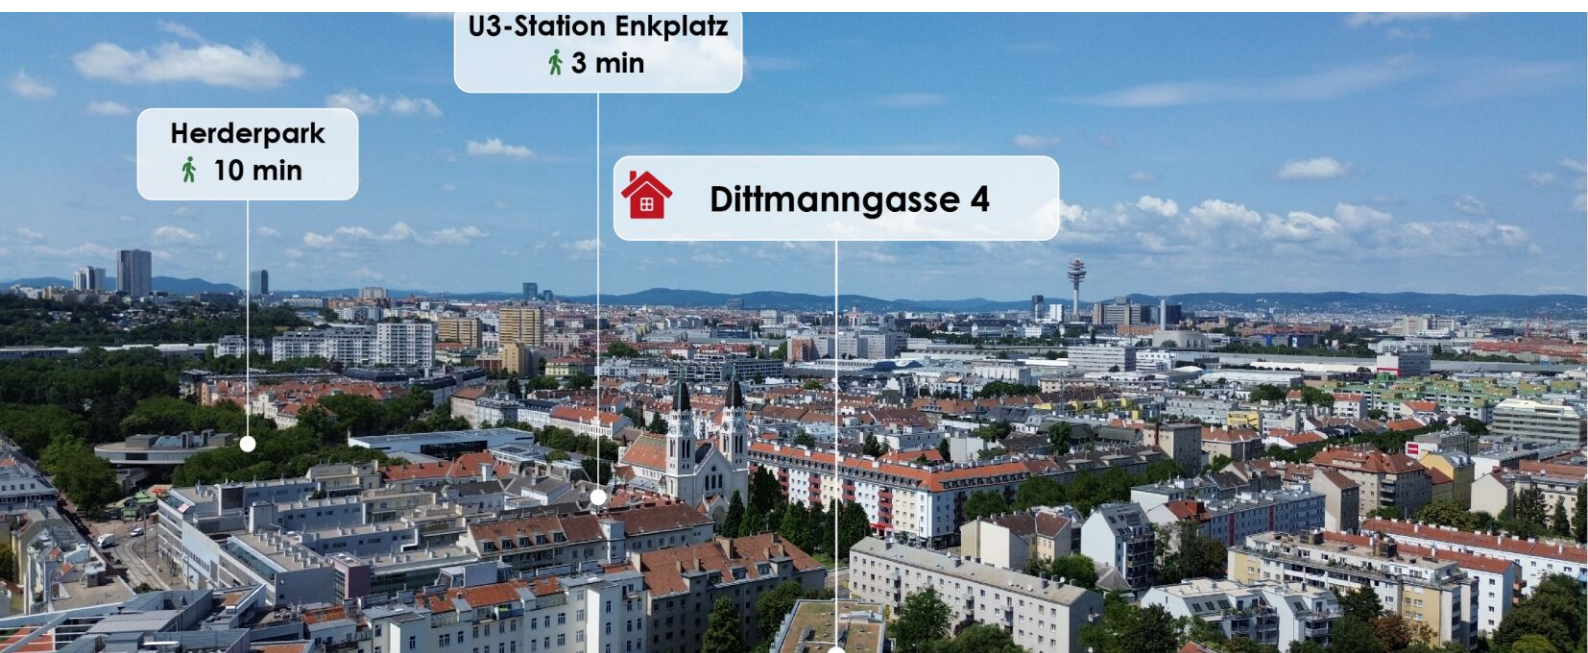 U3-Station Enkplatz
3 min
Herderpark
10 min
Dittmanngasse 4